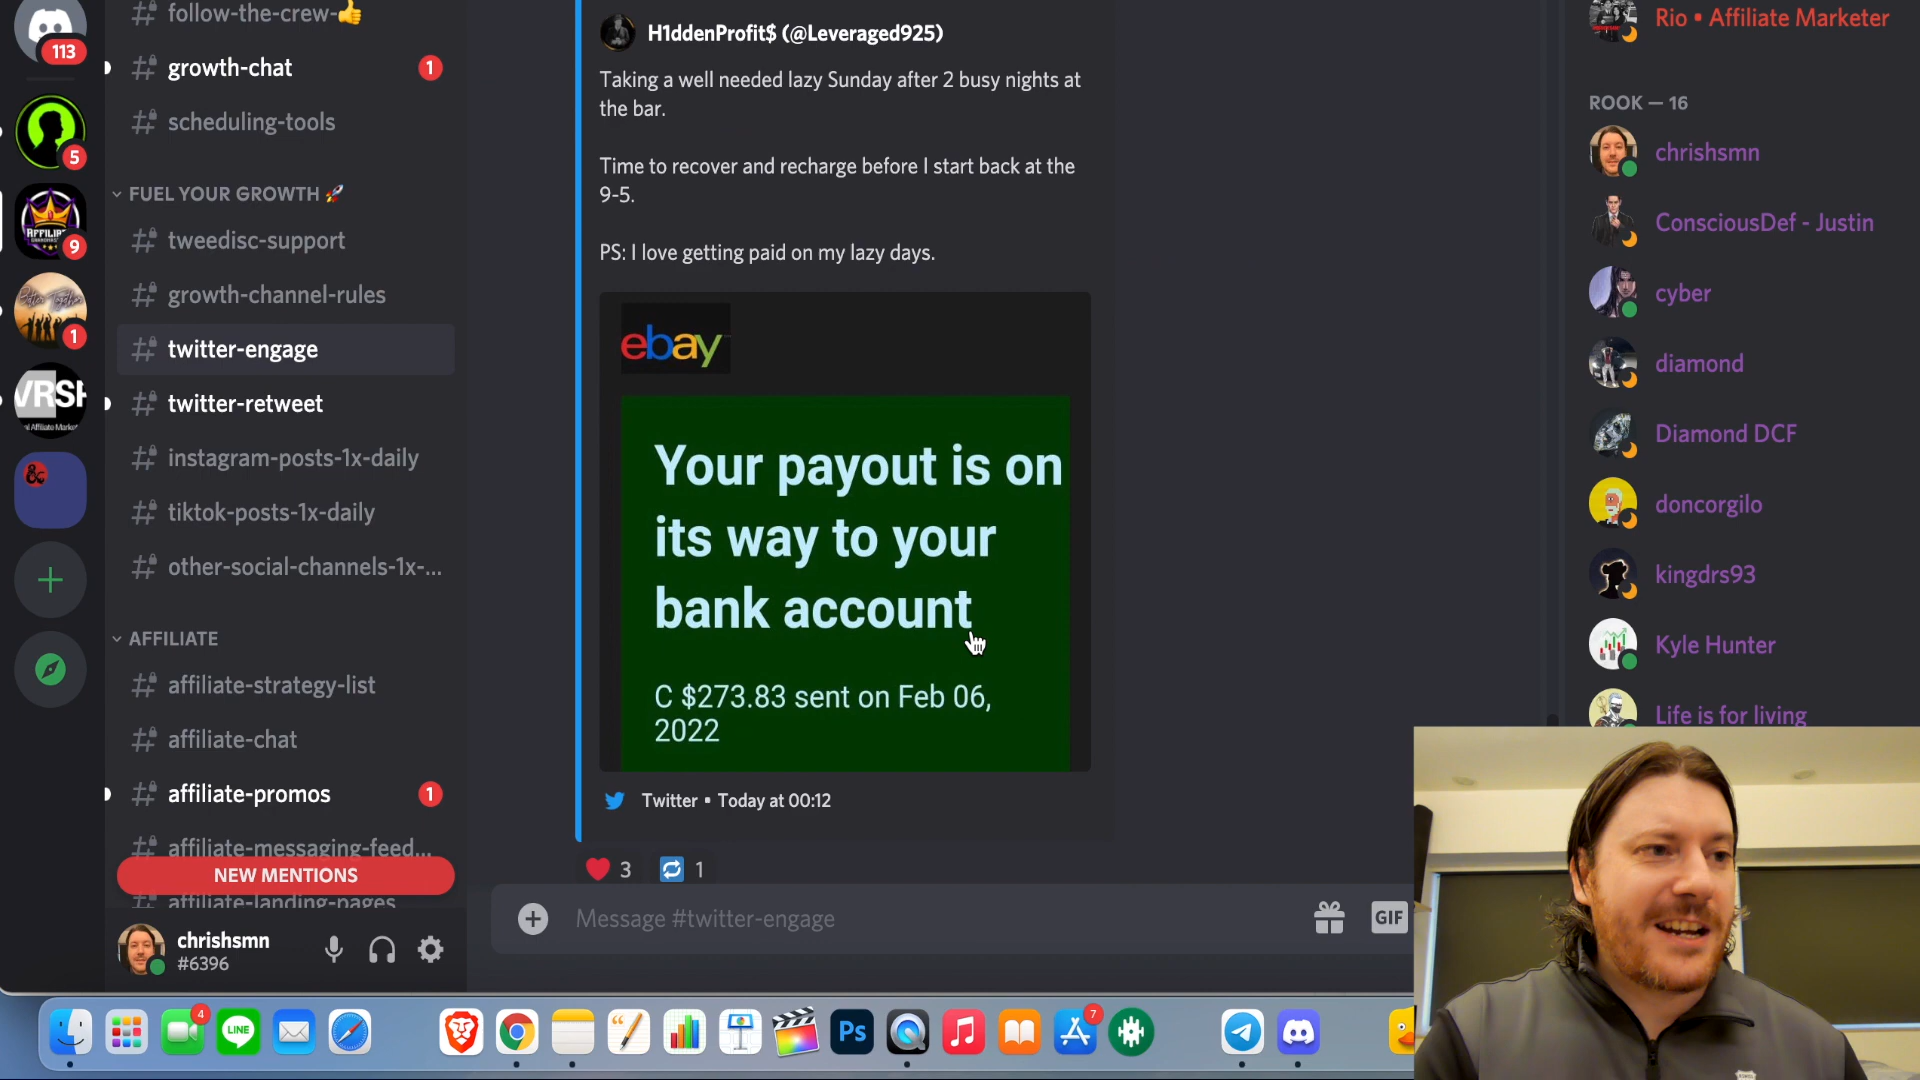 follow-the-crew-👍
113
growth-chat
1
scheduling-tools
5
FUEL YOUR GROWTH 🚀
tweedisc-support
9
growth-channel-rules
Better Together
1
twitter-engage
twitter-retweet
instagram-posts-1x-daily
tiktok-posts-1x-daily
other-social-channels-1x-...
AFFILIATE
affiliate-strategy-list
affiliate-chat
affiliate-promos
1
affiliate-messaging-feed...
NEW MENTIONS
affiliate-landing-pages
chrishsmn
#6396
H1ddenProfit$ (@Leveraged925)
Taking a well needed lazy Sunday after 2 busy nights at
the bar.
Time to recover and recharge before I start back at the
9-5.
PS: I love getting paid on my lazy days.
ebay
Your payout is on
its way to your
bank account
C $273.83 sent on Feb 06,
2022
Twitter • Today at 00:12
3
1
Message #twitter-engage
GIF
Rio • Affiliate Marketer
ROOK — 16
chrishsmn
ConsciousDef - Justin
cyber
diamond
Diamond DCF
doncorgilo
kingdrs93
Kyle Hunter
Life is for living
4
LINE
Ps
7